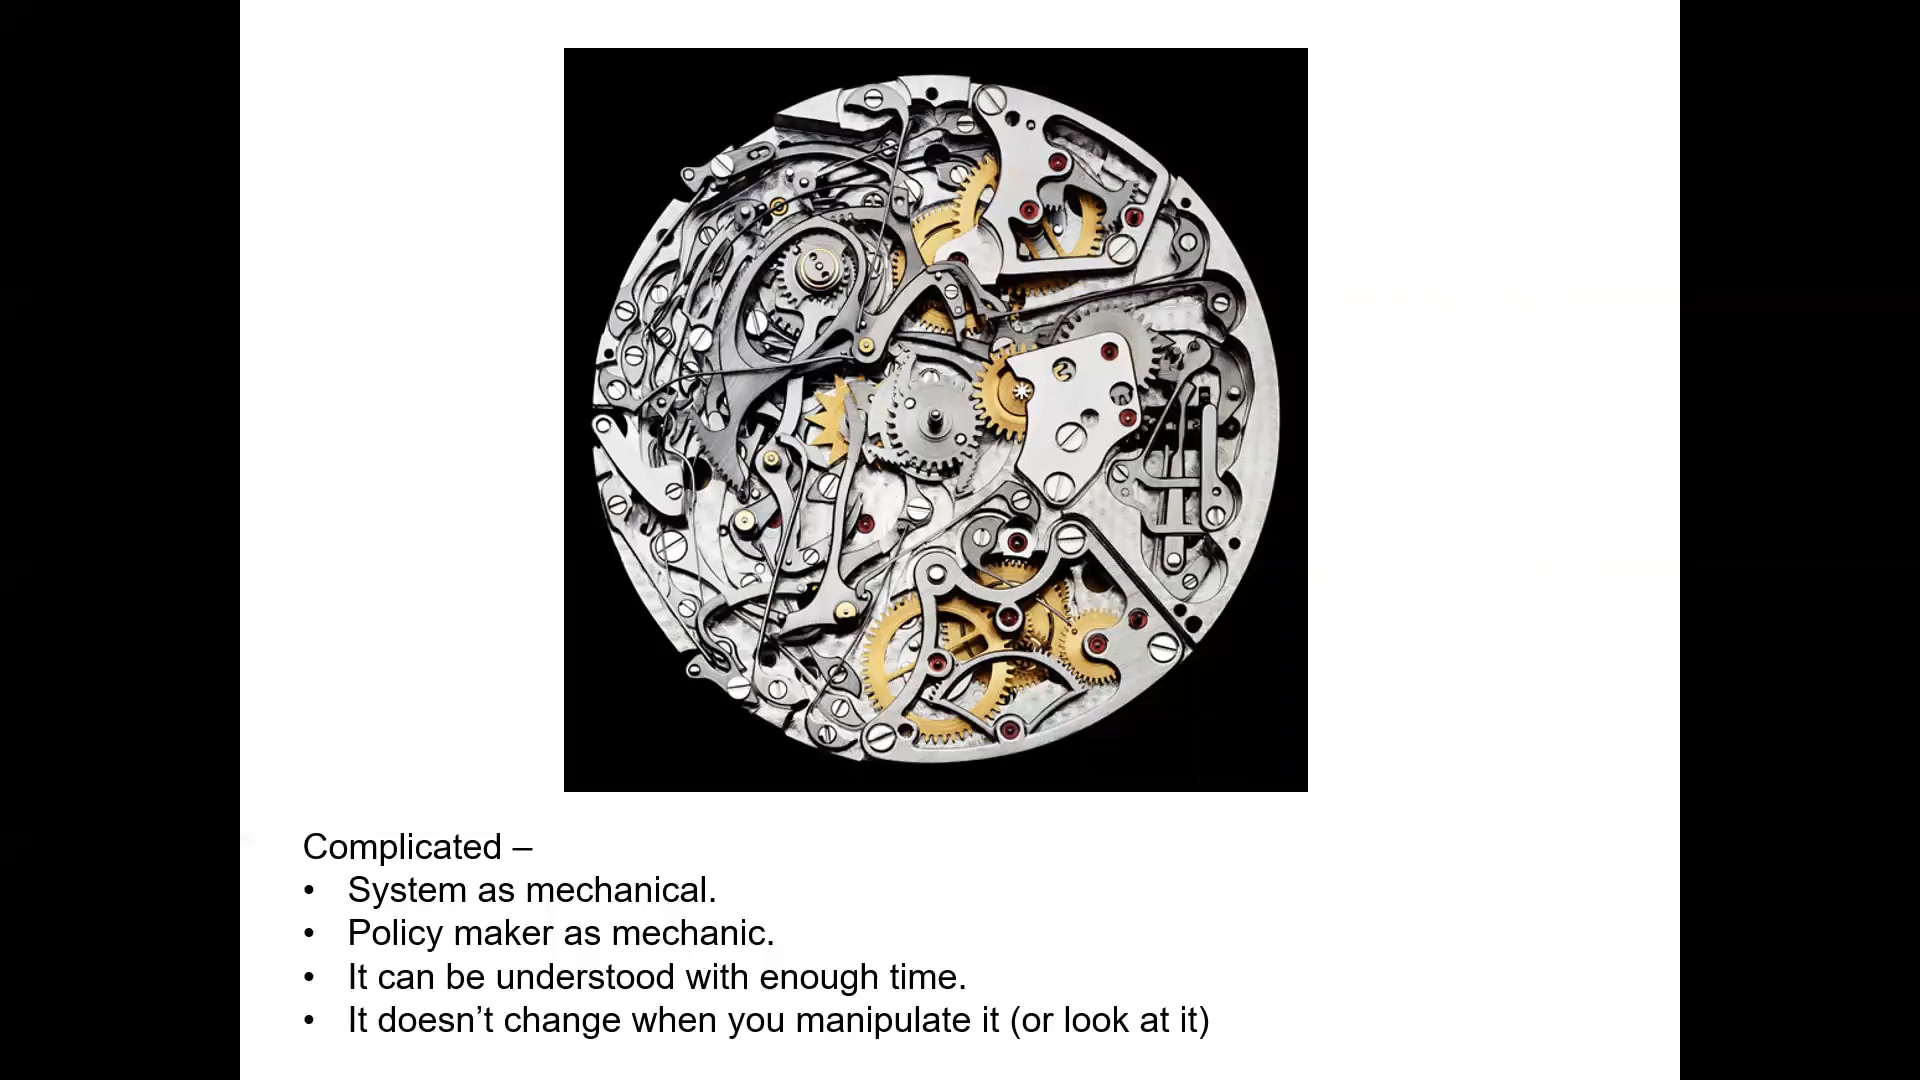 Complicated –
• System as mechanical.
• Policy maker as mechanic.
• It can be understood with enough time.
• It doesn’t change when you manipulate it (or look at it)